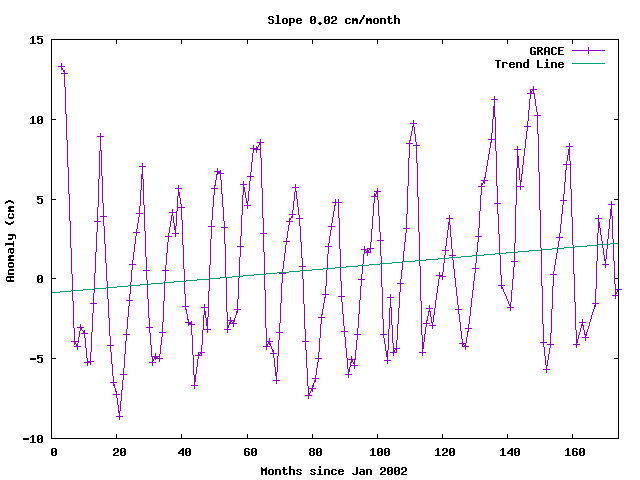 Slope 0.02 cm/month
15
10
5
0
-5
-10
Anomaly (cm)
GRACE
Trend Line
0 20 40 60 80 100 120 140 160
Months since Jan 2002